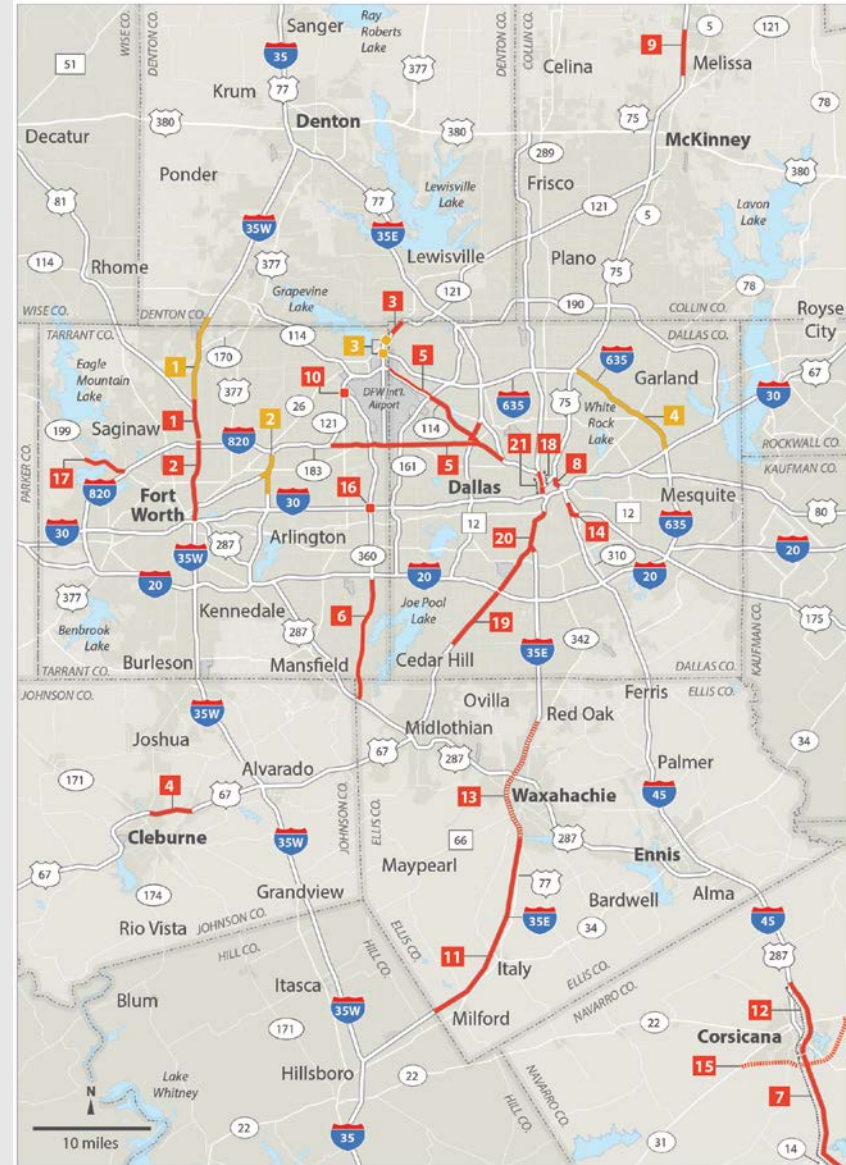 Sanger
Ray
Roberts
Lake
WISE CO.
DENTON CO.
35
77
377
DENTON CO.
COLLIN CO.
9
5
121
51
Krum
Celina
Melissa
Decatur
380
Denton
380
75
78
McKinney
Ponder
77
Lewisville
Lake
289
Frisco
380
81
35W
35E
121
5
Lavon
Lake
114
Rhome
377
Lewisville
Plano
75
78
Grapevine
Lake
3
121
190
WISE CO.
DENTON CO.
COLLIN CO.
Royse
City
TARRANT CO.
114
DALLAS CO.
Eagle
Mountain
Lake
1
170
3
635
67
377
10
5
Garland
30
DFW Int'l.
Airport
635
75
White
Rock
Lake
4
1
2
26
199
Saginaw
820
121
114
ROCKWALL CO.
2
183
5
161
21
18
8
KAUFMAN CO.
PARKER CO.
17
820
Fort
Worth
30
16
Dallas
Mesquite
12
12
635
80
30
35W
287
Arlington
20
14
310
20
360
20
20
20
377
Kennedale
6
Joe Pool
Lake
19
175
Benbrook
Lake
287
342
35E
KAUFMAN CO.
TARRANT CO.
Burleson
Mansfield
Cedar Hill
DALLAS CO.
JOHNSON CO.
ELLIS CO.
Ovilla
Ferris
35W
Red Oak
Joshua
Midlothian
34
67
287
Palmer
171
Alvarado
4
67
13
Waxahachie
45
Cleburne
JOHNSON CO.
ELLIS CO.
66
35W
287
Ennis
67
Maypearl
174
Grandview
77
Bardwell
Alma
Rio Vista
JOHNSON CO.
ELLIS CO.
35E
45
HILL CO.
HILL CO.
34
11
287
Itasca
Italy
ELLIS CO.
Blum
35W
NAVARRO CO.
12
171
Milford
22
Corsicana
Hillsboro
15
Lake
Whitney
22
NAVARRO CO.
7
N
HILL CO.
10 miles
22
35
31
14